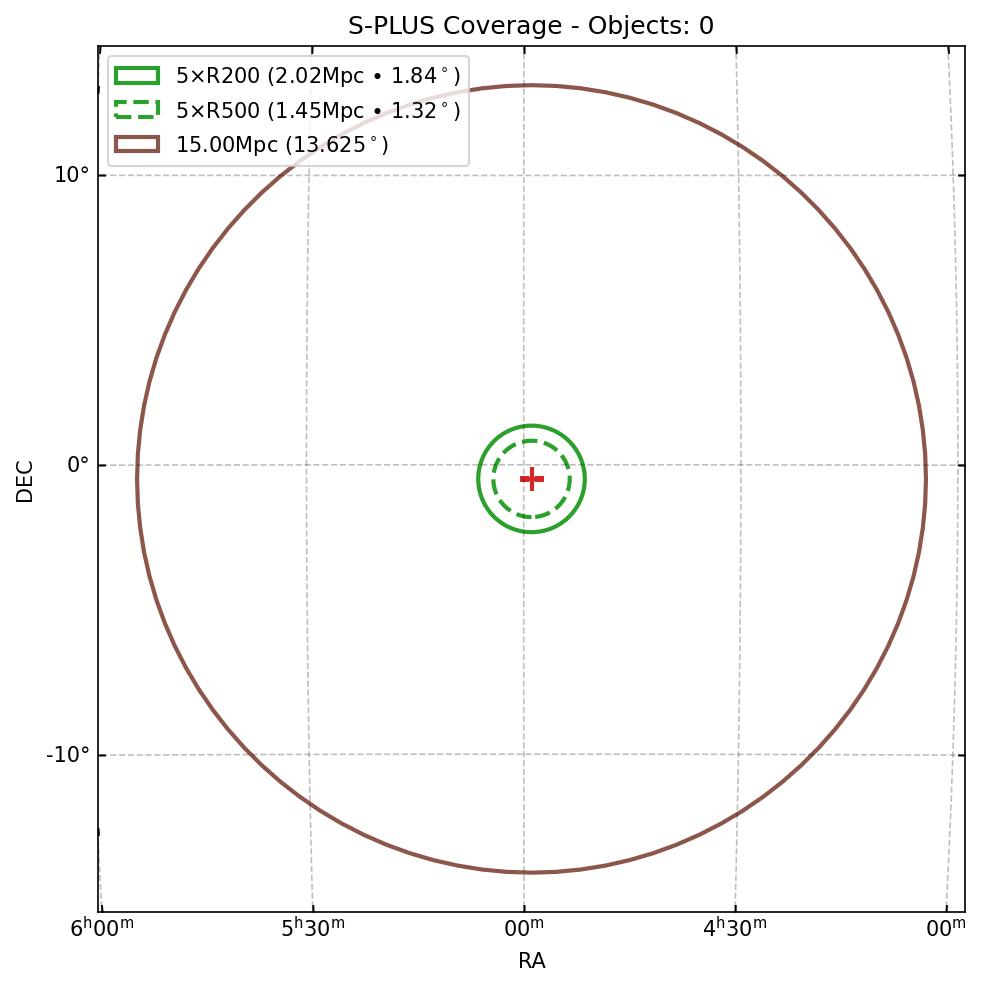 S-PLUS Coverage - Objects: 0
5×R200 (2.02Mpc • 1.84°)
5×R500 (1.45Mpc • 1.32°)
15.00Mpc (13.625°)
10°
0°
-10°
DEC
6ʰ00ᵐ 5ʰ30ᵐ 00ᵐ 4ʰ30ᵐ 00ᵐ
RA